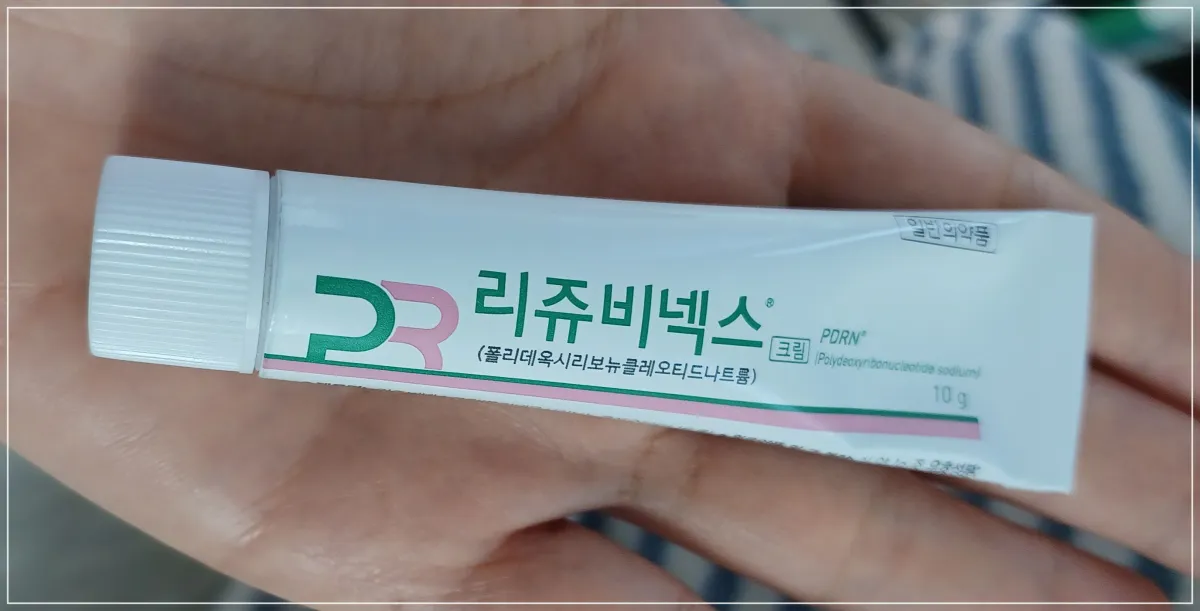 일반의약품
PR 리쥬비넥스®
크림
PDRN®
(폴리데옥시리보뉴클레오티드나트륨)
(Polydeoxyribonucleotide sodium)
10 g